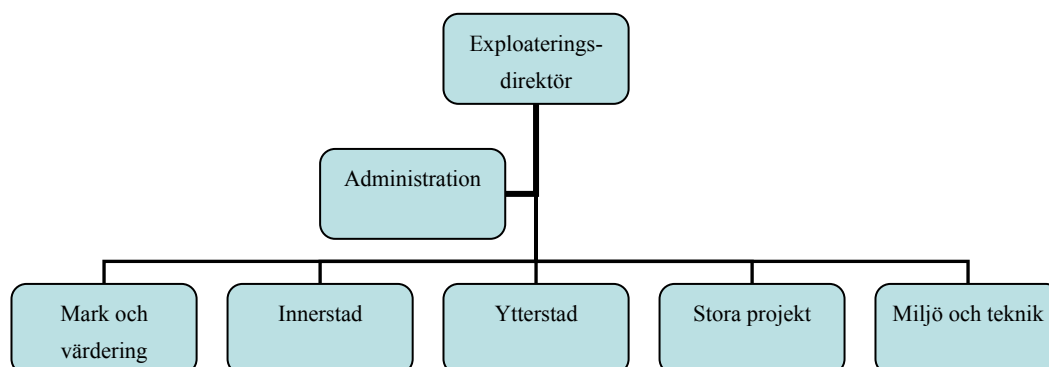 Exploaterings-
direktör
Administration
Mark och
värdering
Innerstad
Ytterstad
Stora projekt
Miljö och teknik